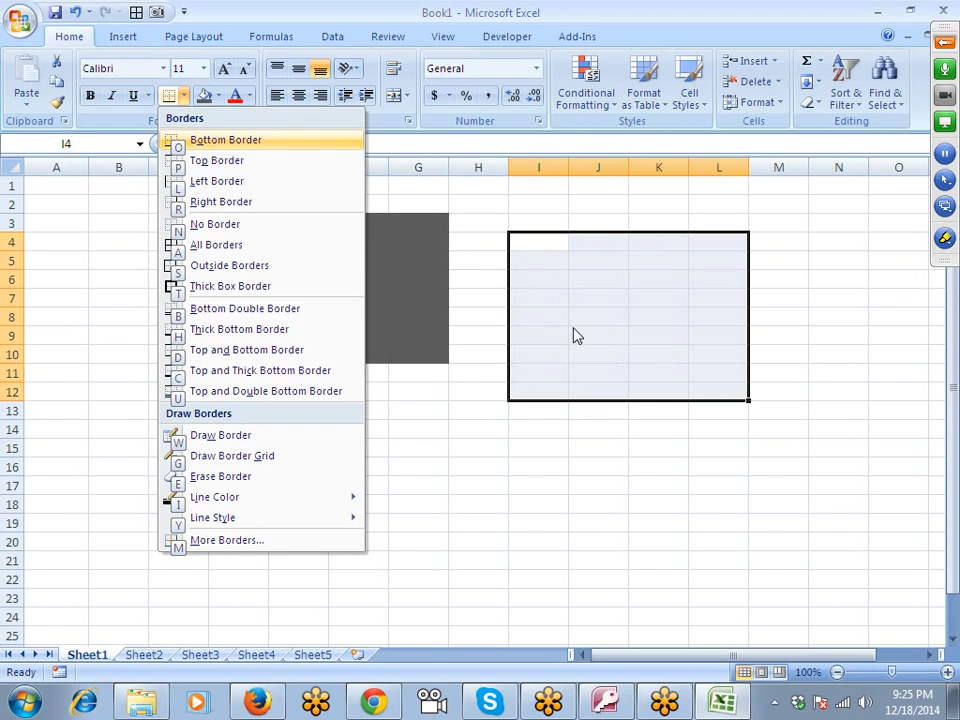 Book1 - Microsoft Excel
Home Insert Page Layout Formulas Data Review View Developer Add-Ins
Paste
Calibri 11
B I U
General
$ % ,
Conditional Formatting
Format as Table
Cell Styles
Insert
Delete
Format
Σ
Sort & Filter
Find & Select
Clipboard
Number
Styles
Cells
Editing
I4
A B G H I J K L M N O
1
2
3
4
5
6
7
8
9
10
11
12
13
14
15
16
17
18
19
20
21
22
23
24
25
Borders
O Bottom Border
P Top Border
L Left Border
R Right Border
N No Border
A All Borders
S Outside Borders
T Thick Box Border
B Bottom Double Border
H Thick Bottom Border
D Top and Bottom Border
C Top and Thick Bottom Border
U Top and Double Bottom Border
Draw Borders
W Draw Border
G Draw Border Grid
E Erase Border
I Line Color
Y Line Style
M More Borders...
Sheet1 Sheet2 Sheet3 Sheet4 Sheet5
Ready
100%
9:25 PM
12/18/2014